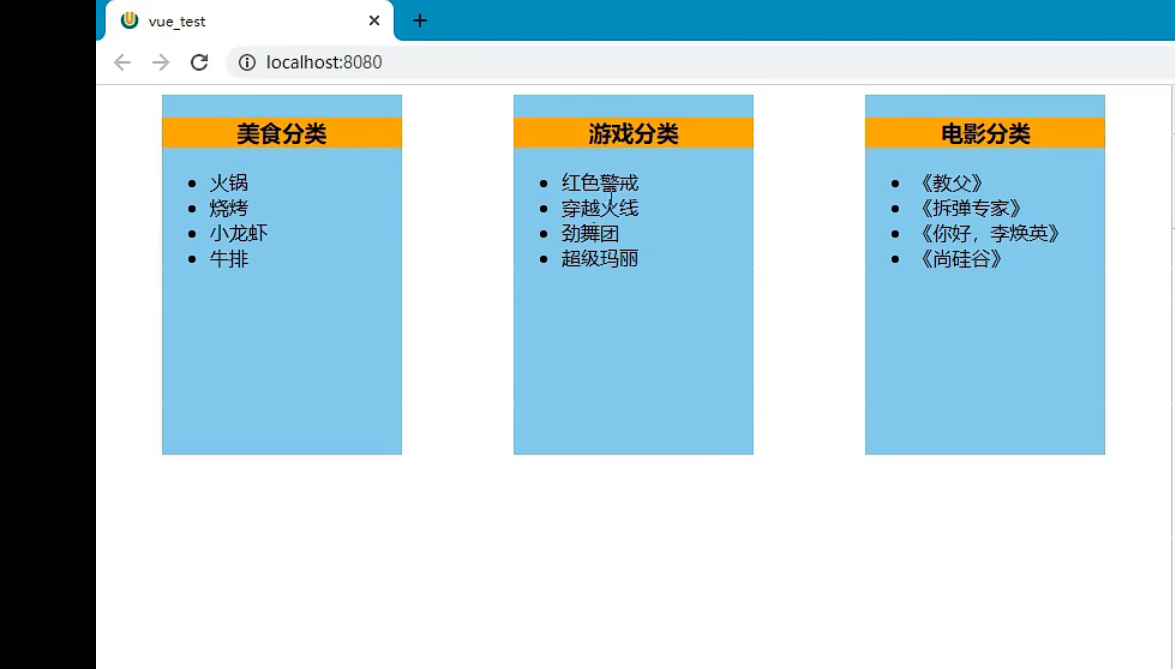 vue_test
localhost:8080
美食分类
火锅
烧烤
小龙虾
牛排
游戏分类
红色警戒
穿越火线
劲舞团
超级玛丽
电影分类
《教父》
《拆弹专家》
《你好，李焕英》
《尚硅谷》